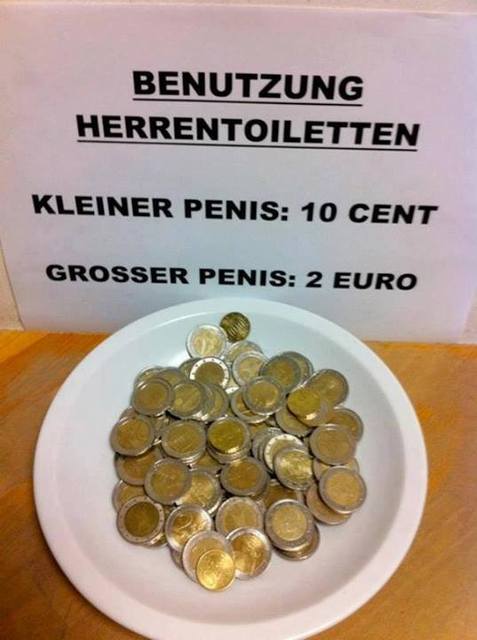 BENUTZUNG
HERRENTOILETTEN
KLEINER PENIS: 10 CENT
GROSSER PENIS: 2 EURO